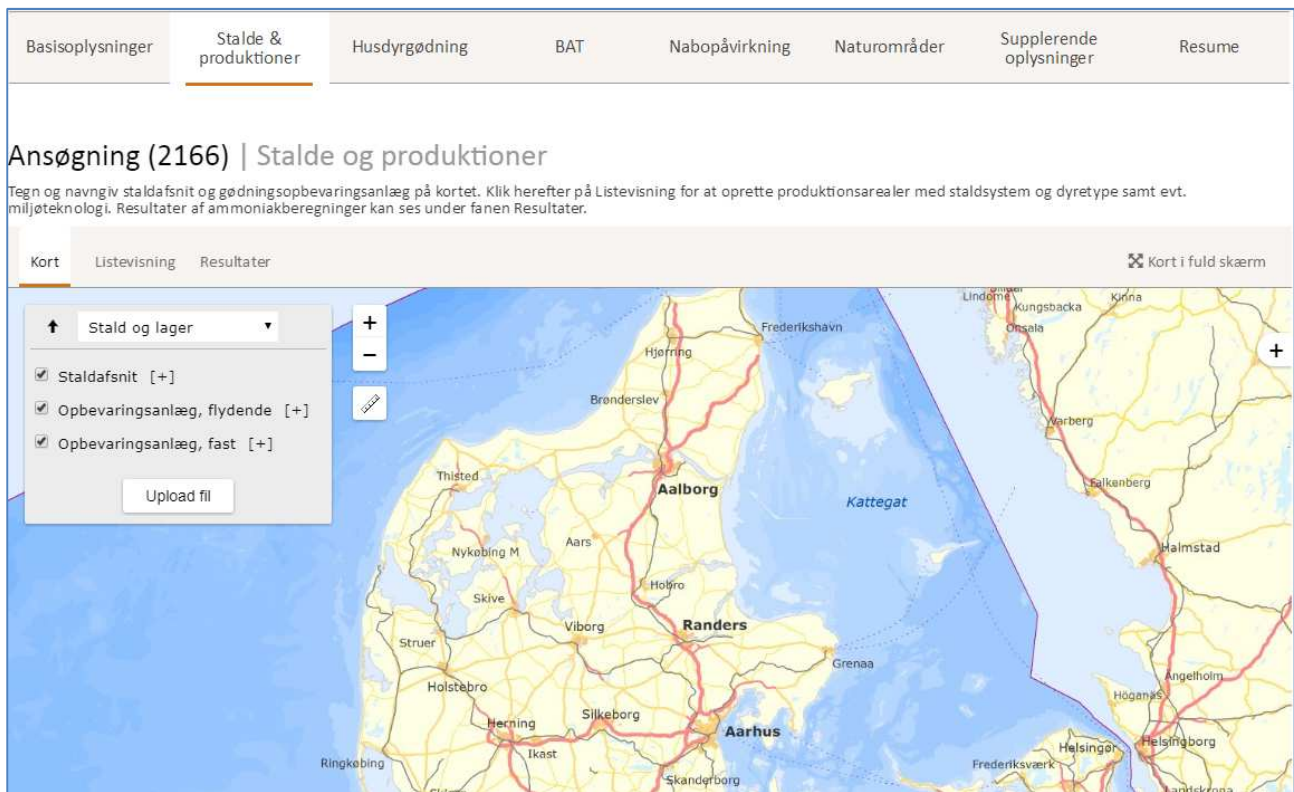 Basisoplysninger
Stalde &
produktioner
Husdyrgødning
BAT
Nabopåvirkning
Naturområder
Supplerende
oplysninger
Resume
Ansøgning (2166) | Stalde og produktioner
Tegn og navngiv staldafsnit og gødningsopbevaringsanlæg på kortet. Klik herefter på Listevisning for at oprette produktionsarealer med staldsystem og dyretype samt evt.
miljøteknologi. Resultater af ammoniakberegninger kan ses under fanen Resultater.
Kort
Listevisning
Resultater
Kort i fuld skærm
Stald og lager
Staldafsnit [+]
Opbevaringsanlæg, flydende [+]
Opbevaringsanlæg, fast [+]
Upload fil
+
−
+
Lindome
Kungsbacka
Kinna
Onsala
Frederikshavn
Hjørring
Brønderslev
Varberg
Thisted
Aalborg
Falkenberg
Kattegat
Nykøbing M
Aars
Halmstad
Hobro
Skive
Viborg
Randers
Struer
Grenaa
Holstebro
Ängelholm
Höganäs
Silkeborg
Herning
Aarhus
Ikast
Helsingør
Helsingborg
Ringkøbing
Frederiksværk
Skanderborg
Landskrona